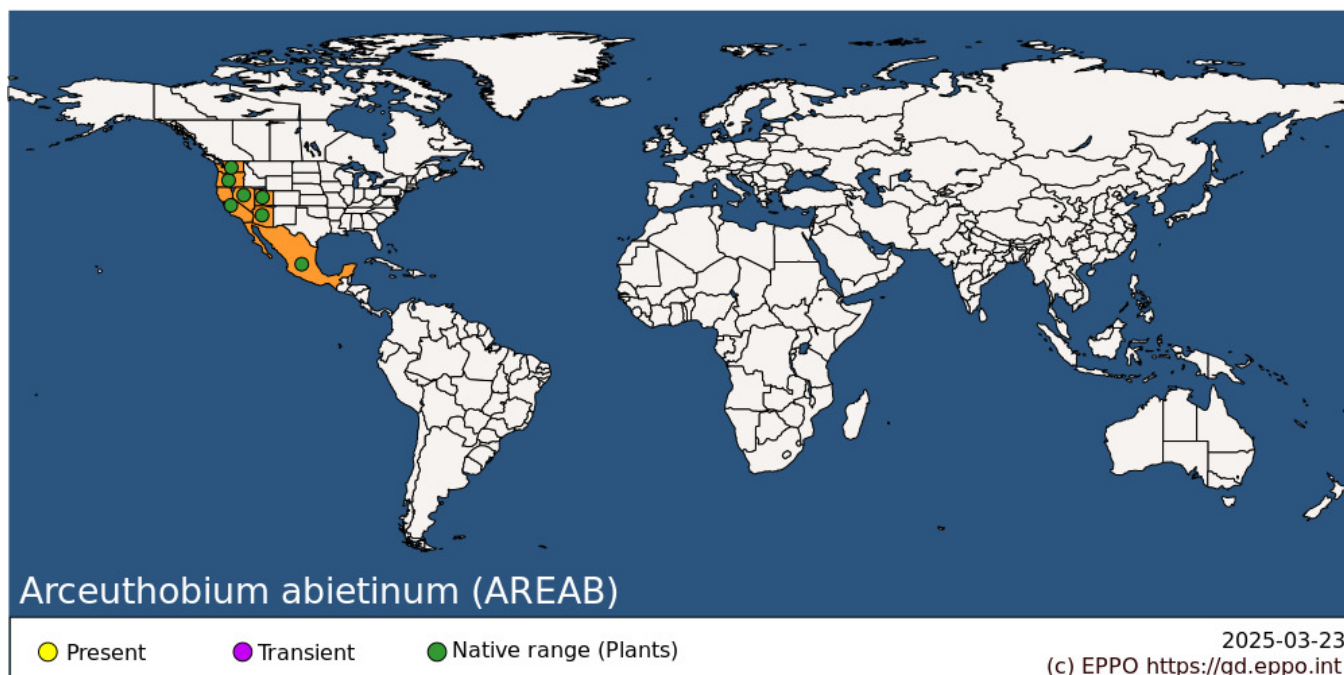 Arceuthobium abietinum (AREAB)
Present
Transient
Native range (Plants)
2025-03-23
(c) EPPO https://gd.eppo.int